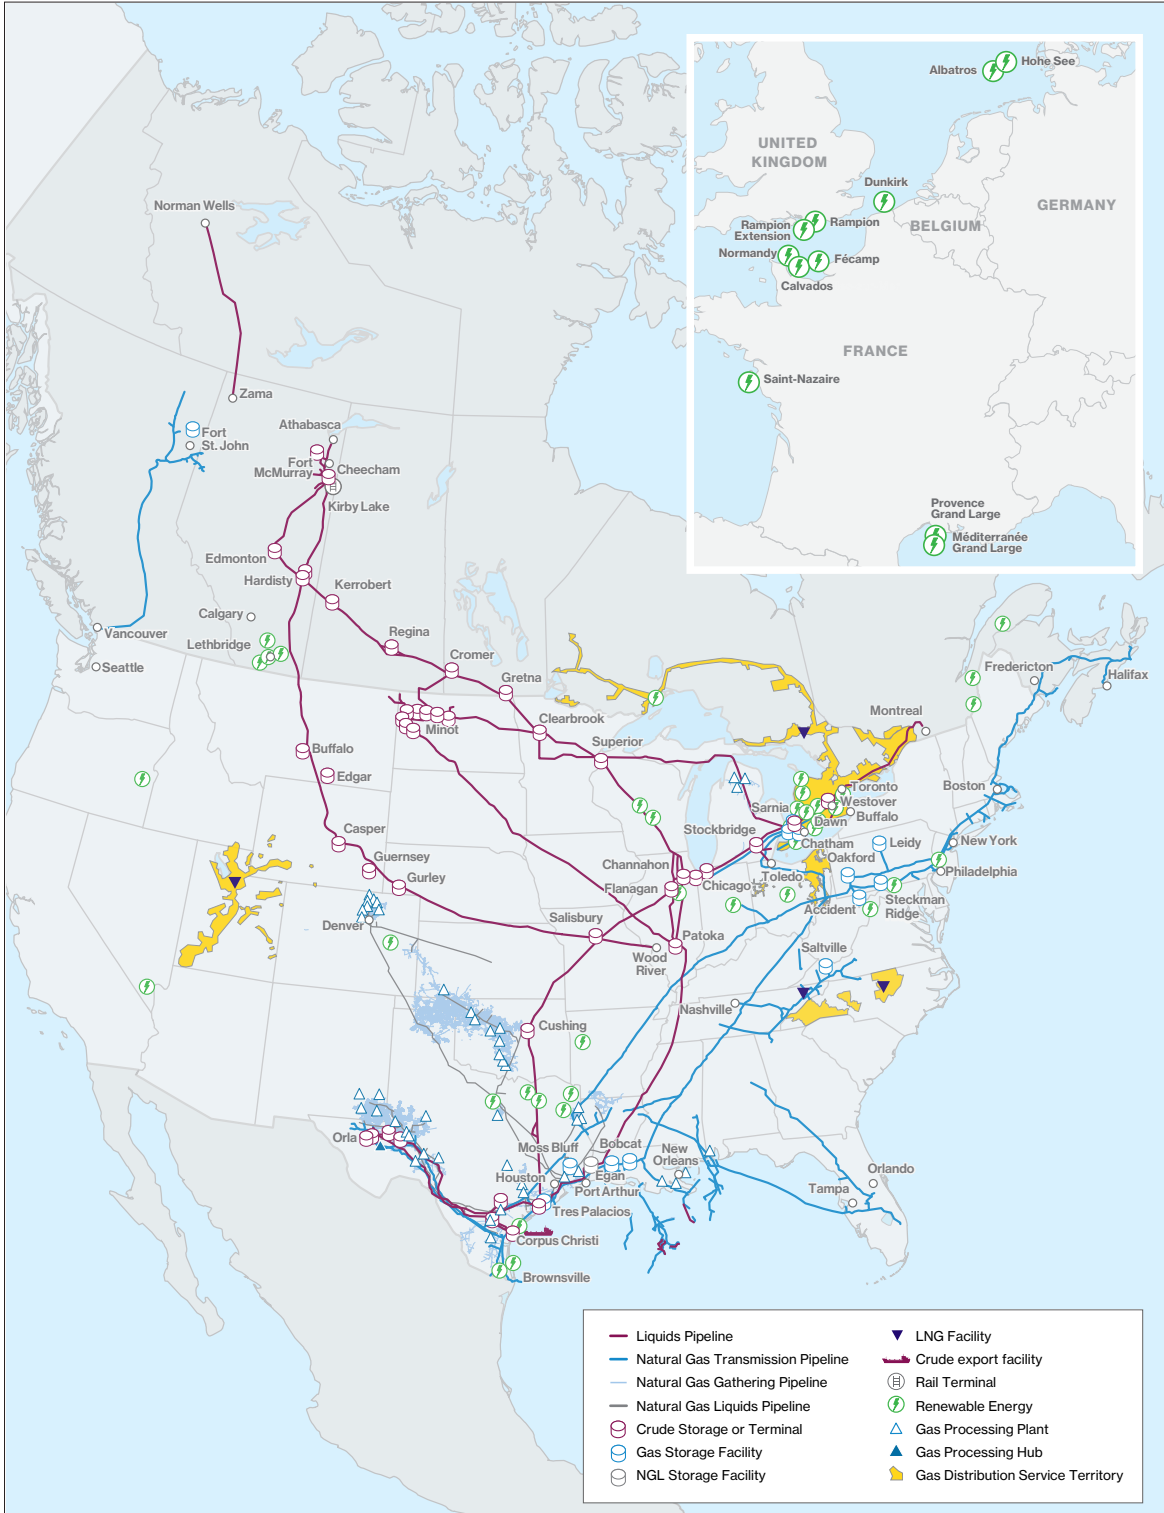 Hohe See
Albatros
UNITED
KINGDOM
Dunkirk
GERMANY
Rampion
Rampion
Extension
BELGIUM
Normandy
Fécamp
Calvados
FRANCE
Saint-Nazaire
Provence
Grand Large
Méditerranée
Grand Large
Norman Wells
Zama
Athabasca
Fort
St. John
Fort
McMurray
Cheecham
Kirby Lake
Edmonton
Hardisty
Kerrobert
Calgary
Vancouver
Lethbridge
Regina
Seattle
Cromer
Gretna
Fredericton
Halifax
Montreal
Minot
Clearbrook
Superior
Buffalo
Edgar
Toronto
Boston
Sarnia
Westover
Buffalo
Dawn
Casper
Stockbridge
Chatham
Leidy
New York
Guernsey
Channahon
Oakford
Toledo
Philadelphia
Gurley
Flanagan
Chicago
Steckman
Ridge
Accident
Denver
Salisbury
Patoka
Wood
River
Saltville
Nashville
Cushing
Orla
Moss Bluff
Bobcat
New
Orleans
Houston
Egan
Port Arthur
Orlando
Tampa
Tres Palacios
Corpus Christi
Brownsville
Liquids Pipeline
Natural Gas Transmission Pipeline
Natural Gas Gathering Pipeline
Natural Gas Liquids Pipeline
Crude Storage or Terminal
Gas Storage Facility
NGL Storage Facility
LNG Facility
Crude export facility
Rail Terminal
Renewable Energy
Gas Processing Plant
Gas Processing Hub
Gas Distribution Service Territory